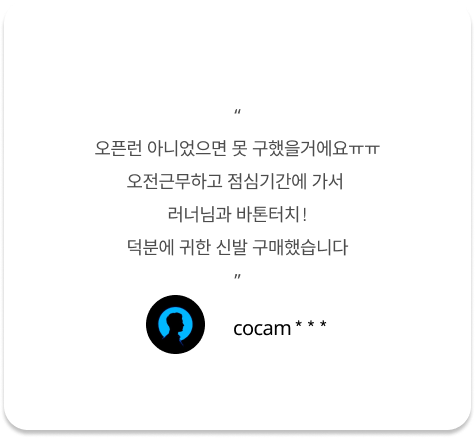 “
오픈런 아니었으면 못 구했을거에요ㅠㅠ
오전근무하고 점심기간에 가서
러너님과 바톤터치!
덕분에 귀한 신발 구매했습니다
”
cocam***